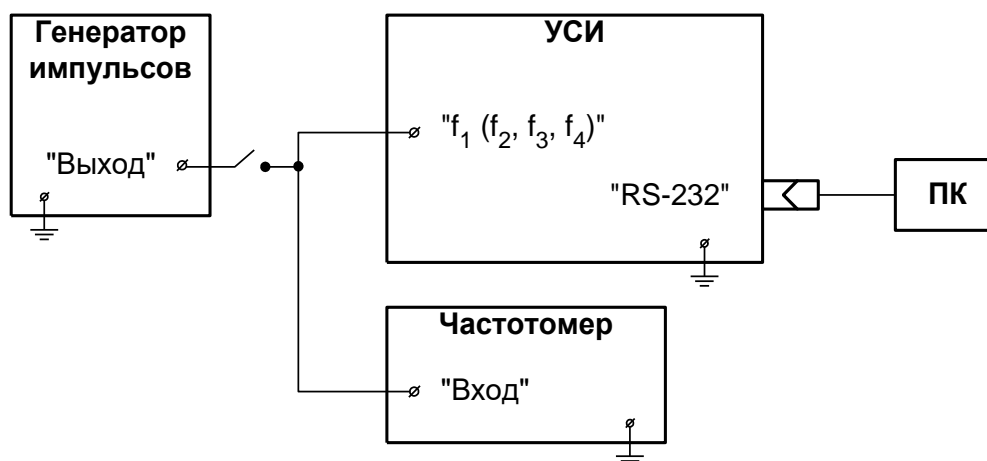 Генератор
импульсов
"Выход"
УСИ
"f1 (f2, f3, f4)"
"RS-232"
ПК
Частотомер
"Вход"